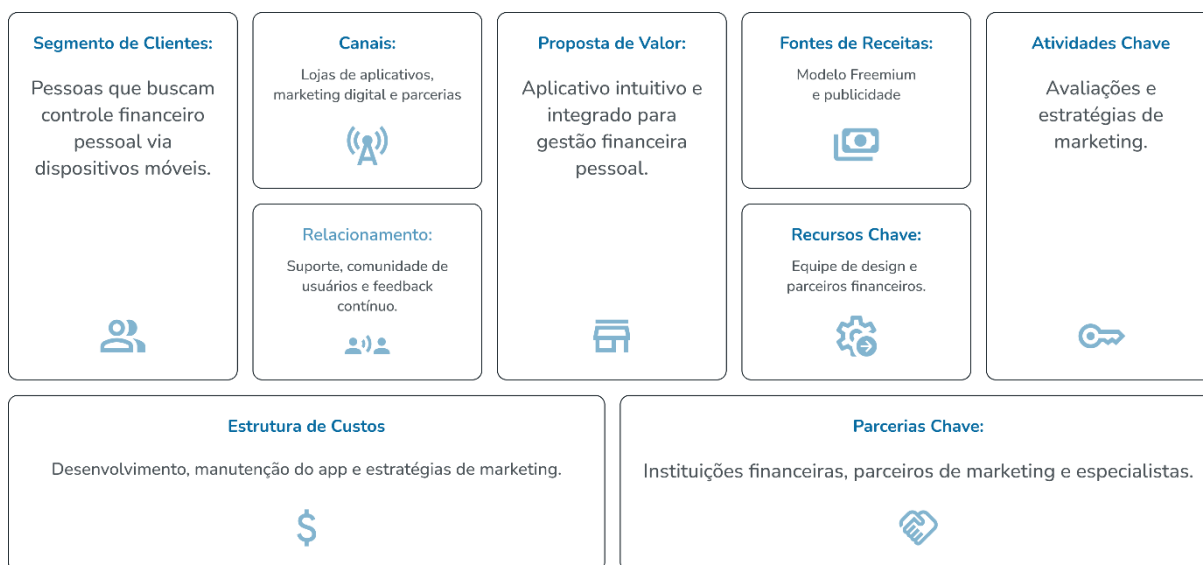 Segmento de Clientes:
Pessoas que buscam
controle financeiro
pessoal via
dispositivos móveis.
Canais:
Lojas de aplicativos,
marketing digital e parcerias
Relacionamento:
Suporte, comunidade de
usuários e feedback
contínuo.
Proposta de Valor:
Aplicativo intuitivo e
integrado para
gestão financeira
pessoal.
Fontes de Receitas:
Modelo Freemium
e publicidade
Recursos Chave:
Equipe de design e
parceiros financeiros.
Atividades Chave
Avaliações e
estratégias de
marketing.
Estrutura de Custos
Desenvolvimento, manutenção do app e estratégias de marketing.
Parcerias Chave:
Instituições financeiras, parceiros de marketing e especialistas.